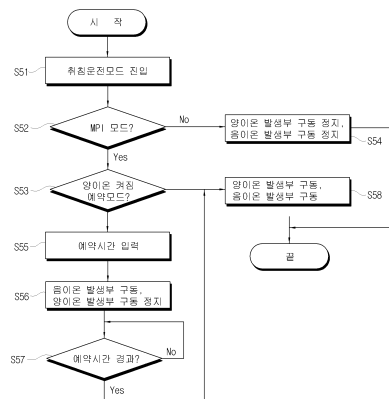 시 작
S51
취침운전모드 진입
S52
MPI 모드?
No
양이온 발생부 구동 정지,
음이온 발생부 구동 정지
S54
Yes
S53
양이온 켜짐
예약모드?
양이온 발생부 구동,
음이온 발생부 구동
S58
S55
예약시간 입력
끝
S56
음이온 발생부 구동,
양이온 발생부 구동 정지
S57
예약시간 경과?
No
Yes